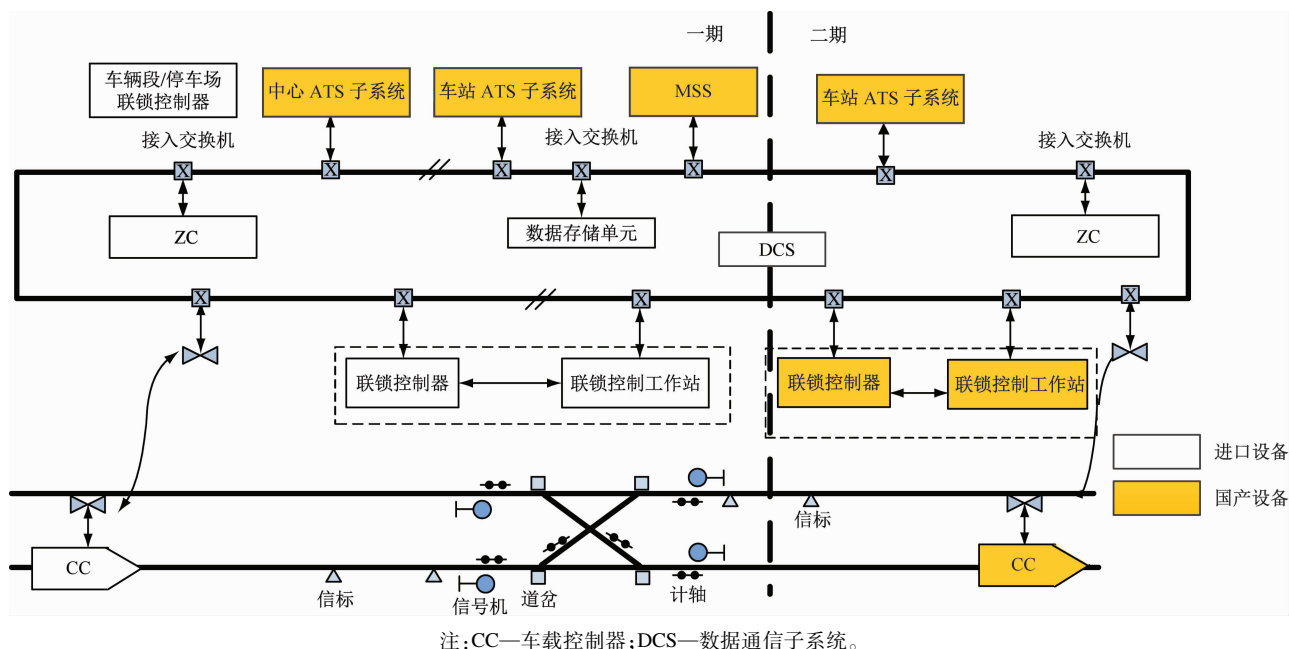 一期
二期
车辆段/停车场
联锁控制器
中心 ATS 子系统
车站 ATS 子系统
MSS
车站 ATS 子系统
接入交换机
接入交换机
接入交换机
X
X
X
X
X
X
X
ZC
数据存储单元
ZC
DCS
X
X
X
X
X
X
联锁控制器
联锁控制工作站
联锁控制器
联锁控制工作站
进口设备
国产设备
信标
CC
CC
信标
信号机
道岔
计轴
注:CC—车载控制器;DCS—数据通信子系统。